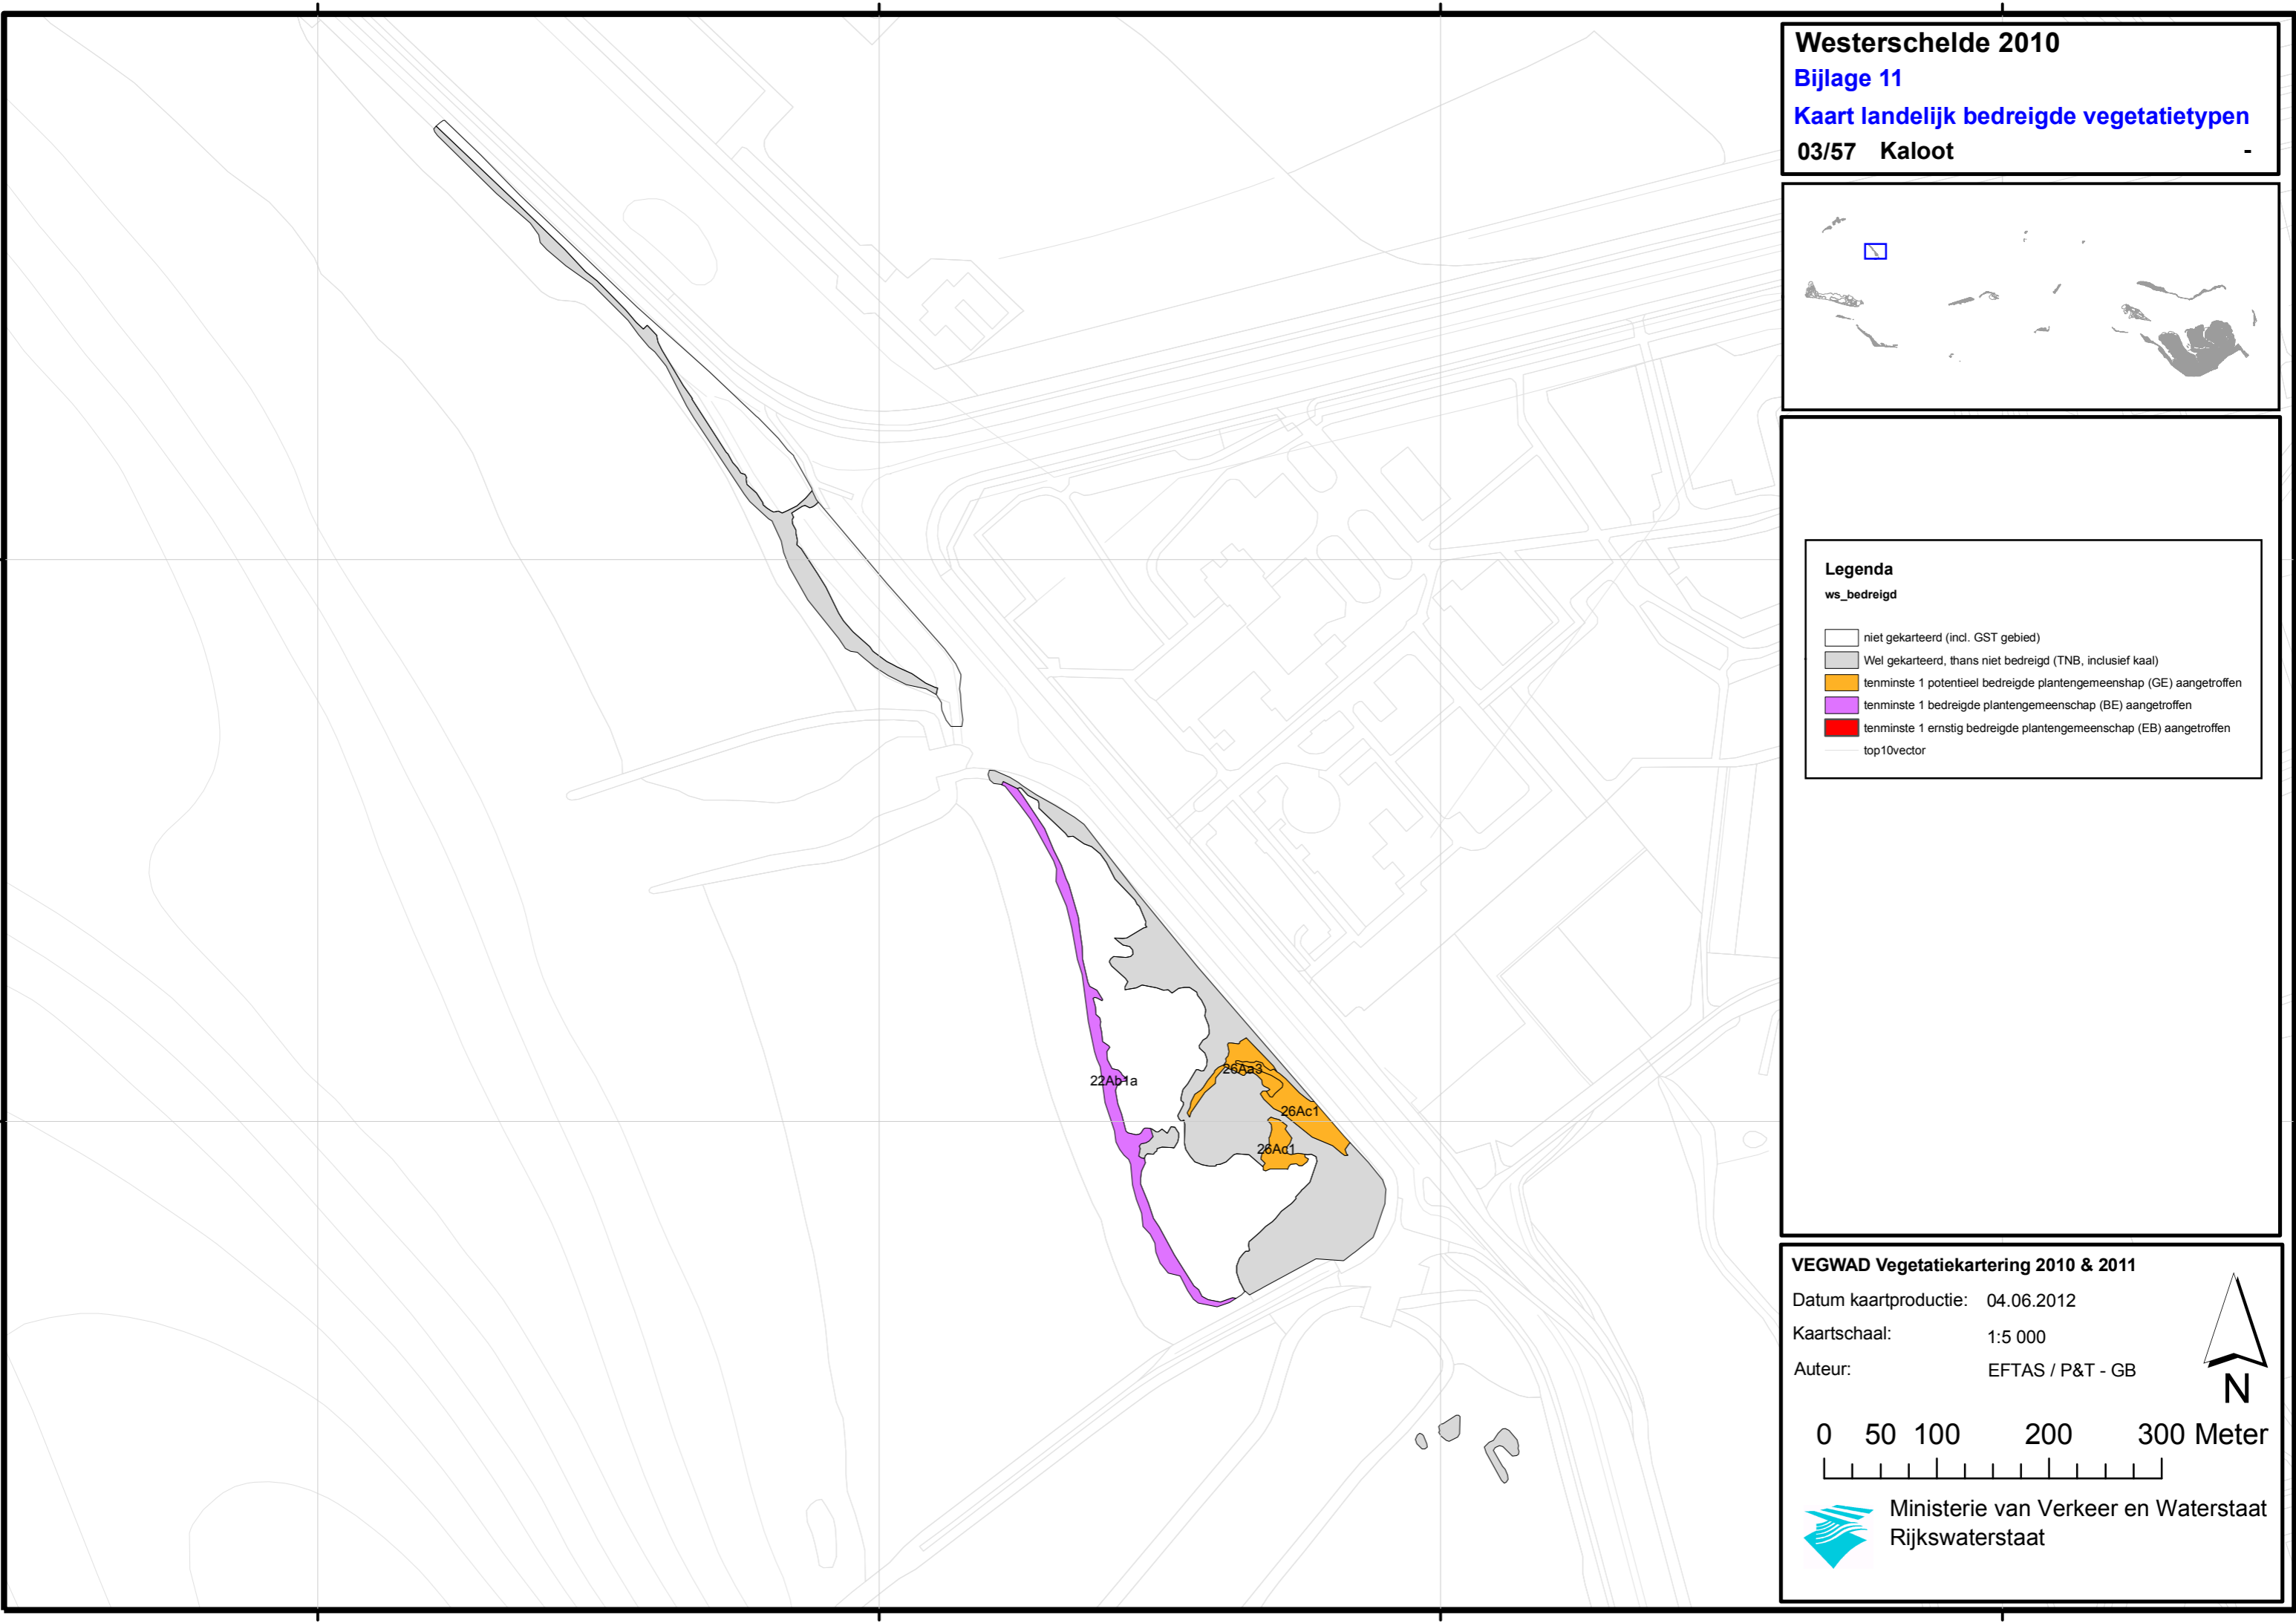 Westerschelde 2010
Bijlage 11
Kaart landelijk bedreigde vegetatietypen
03/57 Kaloot -
Legenda
ws_bedreigd
niet gekarteerd (incl. GST gebied)
Wel gekarteerd, thans niet bedreigd (TNB, inclusief kaal)
tenminste 1 potentieel bedreigde plantengemeenshap (GE) aangetroffen
tenminste 1 bedreigde plantengemeenschap (BE) aangetroffen
tenminste 1 ernstig bedreigde plantengemeenschap (EB) aangetroffen
top10vector
22Ab1a
26Aa3
26Ac1
26Ac1
VEGWAD Vegetatiekartering 2010 & 2011
Datum kaartproductie: 04.06.2012
Kaartschaal: 1:5 000
Auteur: EFTAS / P&T - GB
N
0 50 100 200 300 Meter
Ministerie van Verkeer en Waterstaat
Rijkswaterstaat